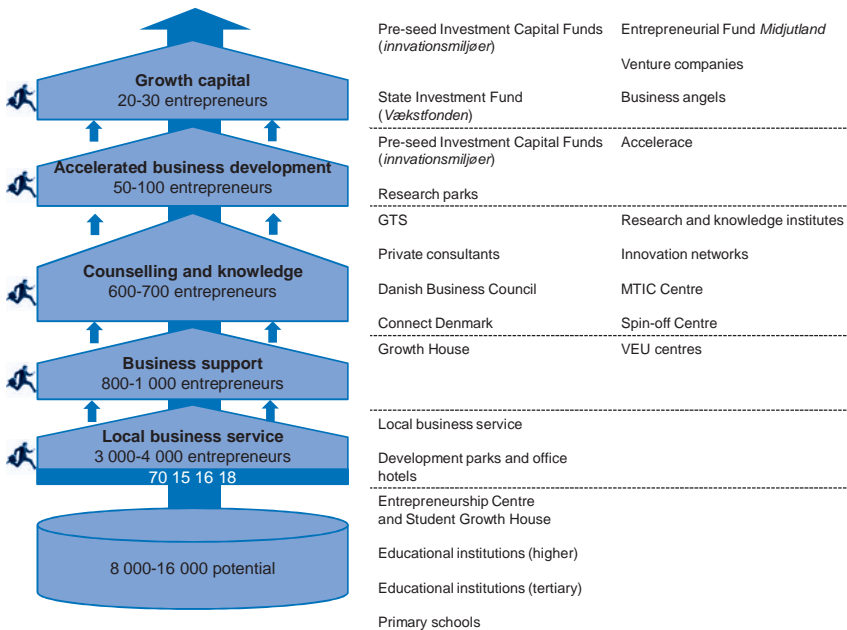 Growth capital
20-30 entrepreneurs
Accelerated business development
50-100 entrepreneurs
Counselling and knowledge
600-700 entrepreneurs
Business support
800-1 000 entrepreneurs
Local business service
3 000-4 000 entrepreneurs
70 15 16 18
8 000-16 000 potential
Pre-seed Investment Capital Funds
(innvationsmiljøer)
Entrepreneurial Fund Midjutland
Venture companies
State Investment Fund
(Vækstfonden)
Business angels
Pre-seed Investment Capital Funds
(innvationsmiljøer)
Accelerace
Research parks
GTS
Research and knowledge institutes
Private consultants
Innovation networks
Danish Business Council
MTIC Centre
Connect Denmark
Spin-off Centre
Growth House
VEU centres
Local business service
Development parks and office
hotels
Entrepreneurship Centre
and Student Growth House
Educational institutions (higher)
Educational institutions (tertiary)
Primary schools